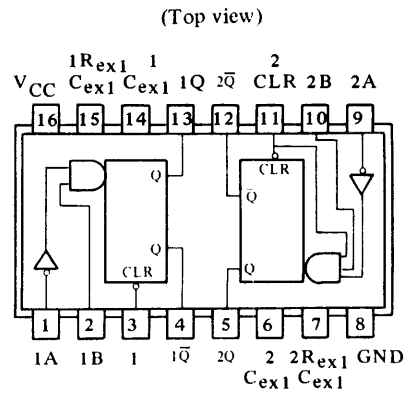 (Top view)
1R ex1 1 2
V CC C ex1 C ex1 1Q 2Q̅ CLR 2B 2A
16 15 14 13 12 11 10 9
Q CLR
Q̅
Q Q
CLR
1 2 3 4 5 6 7 8
1A 1B 1 1Q̅ 2Q 2 2R ex1 GND
C ex1 C ex1